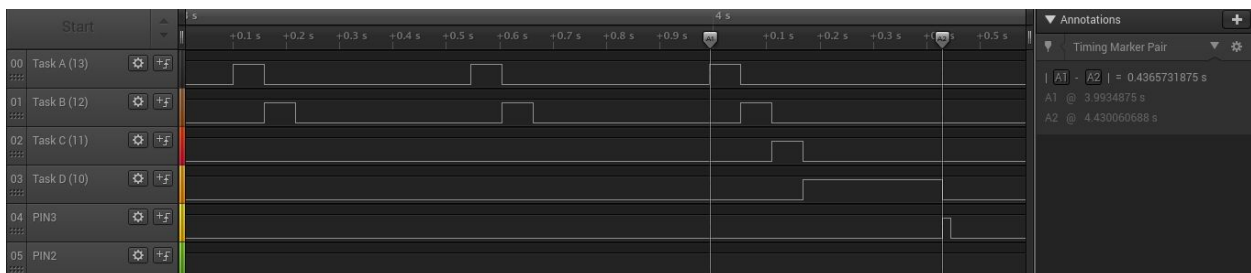 Start
4 s
+0.1 s +0.2 s +0.3 s +0.4 s +0.5 s +0.6 s +0.7 s +0.8 s +0.9 s A1 +0.1 s +0.2 s +0.3 s A2 +0.5 s
00 Task A (13)
01 Task B (12)
02 Task C (11)
03 Task D (10)
04 PIN3
05 PIN2
Annotations
Timing Marker Pair
| A1 - A2 | = 0.4365731875 s
A1 @ 3.9934875 s
A2 @ 4.430060688 s